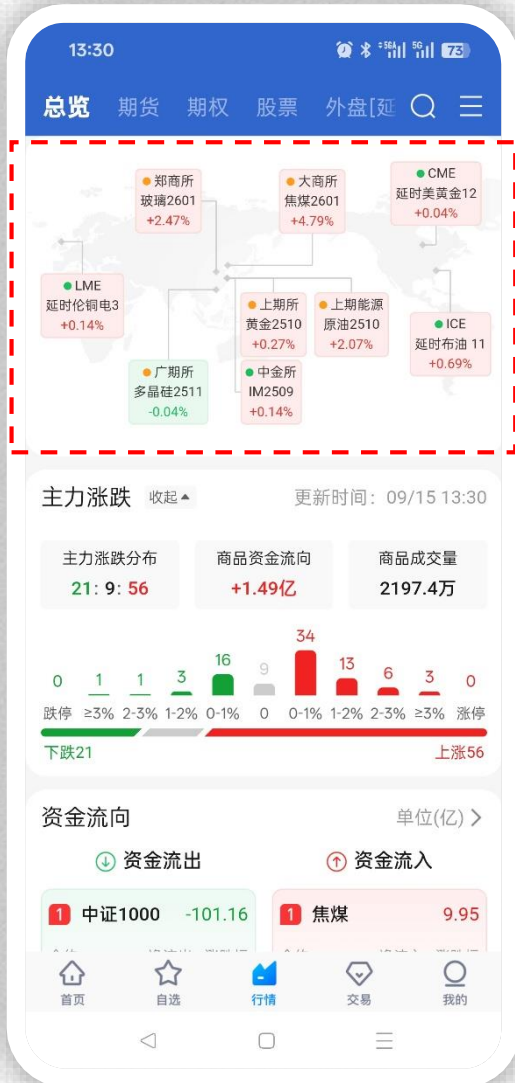 13:30
56A
5G
73
总览 期货 期权 股票 外盘[延
郑商所
玻璃2601
+2.47%
大商所
焦煤2601
+4.79%
CME
延时美黄金12
+0.04%
LME
延时伦铜电3
+0.14%
上期所
黄金2510
+0.27%
上期能源
原油2510
+2.07%
ICE
延时布油 11
+0.69%
广期所
多晶硅2511
-0.04%
中金所
IM2509
+0.14%
主力涨跌 收起 更新时间：09/15 13:30
主力涨跌分布 商品资金流向 商品成交量
21: 9: 56 +1.49亿 2197.4万
0 1 1 3 16 9 34 13 6 3 0
跌停 ≥3% 2-3% 1-2% 0-1% 0 0-1% 1-2% 2-3% ≥3% 涨停
下跌21 上涨56
资金流向 单位(亿)
资金流出 资金流入
1 中证1000 -101.16 1 焦煤 9.95
首页 自选 行情 交易 我的